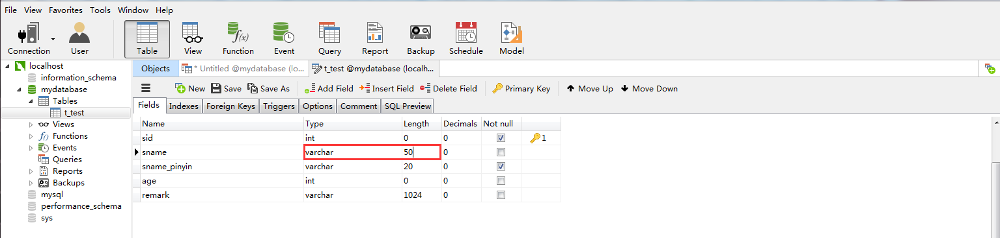 File View Favorites Tools Window Help
Connection User Table View Function Event Query Report Backup Schedule Model
f(x)
localhost
information_schema
mydatabase
Tables
t_test
Views
f() Functions
Events
Queries
Reports
Backups
mysql
performance_schema
sys
Objects * Untitled @mydatabase (lo... t_test @mydatabase (localh...
New Save Save As Add Field Insert Field Delete Field Primary Key Move Up Move Down
Fields Indexes Foreign Keys Triggers Options Comment SQL Preview
Name Type Length Decimals Not null
sid int 0 0 1
sname varchar 50 0
sname_pinyin varchar 20 0
age int 0 0
remark varchar 1024 0